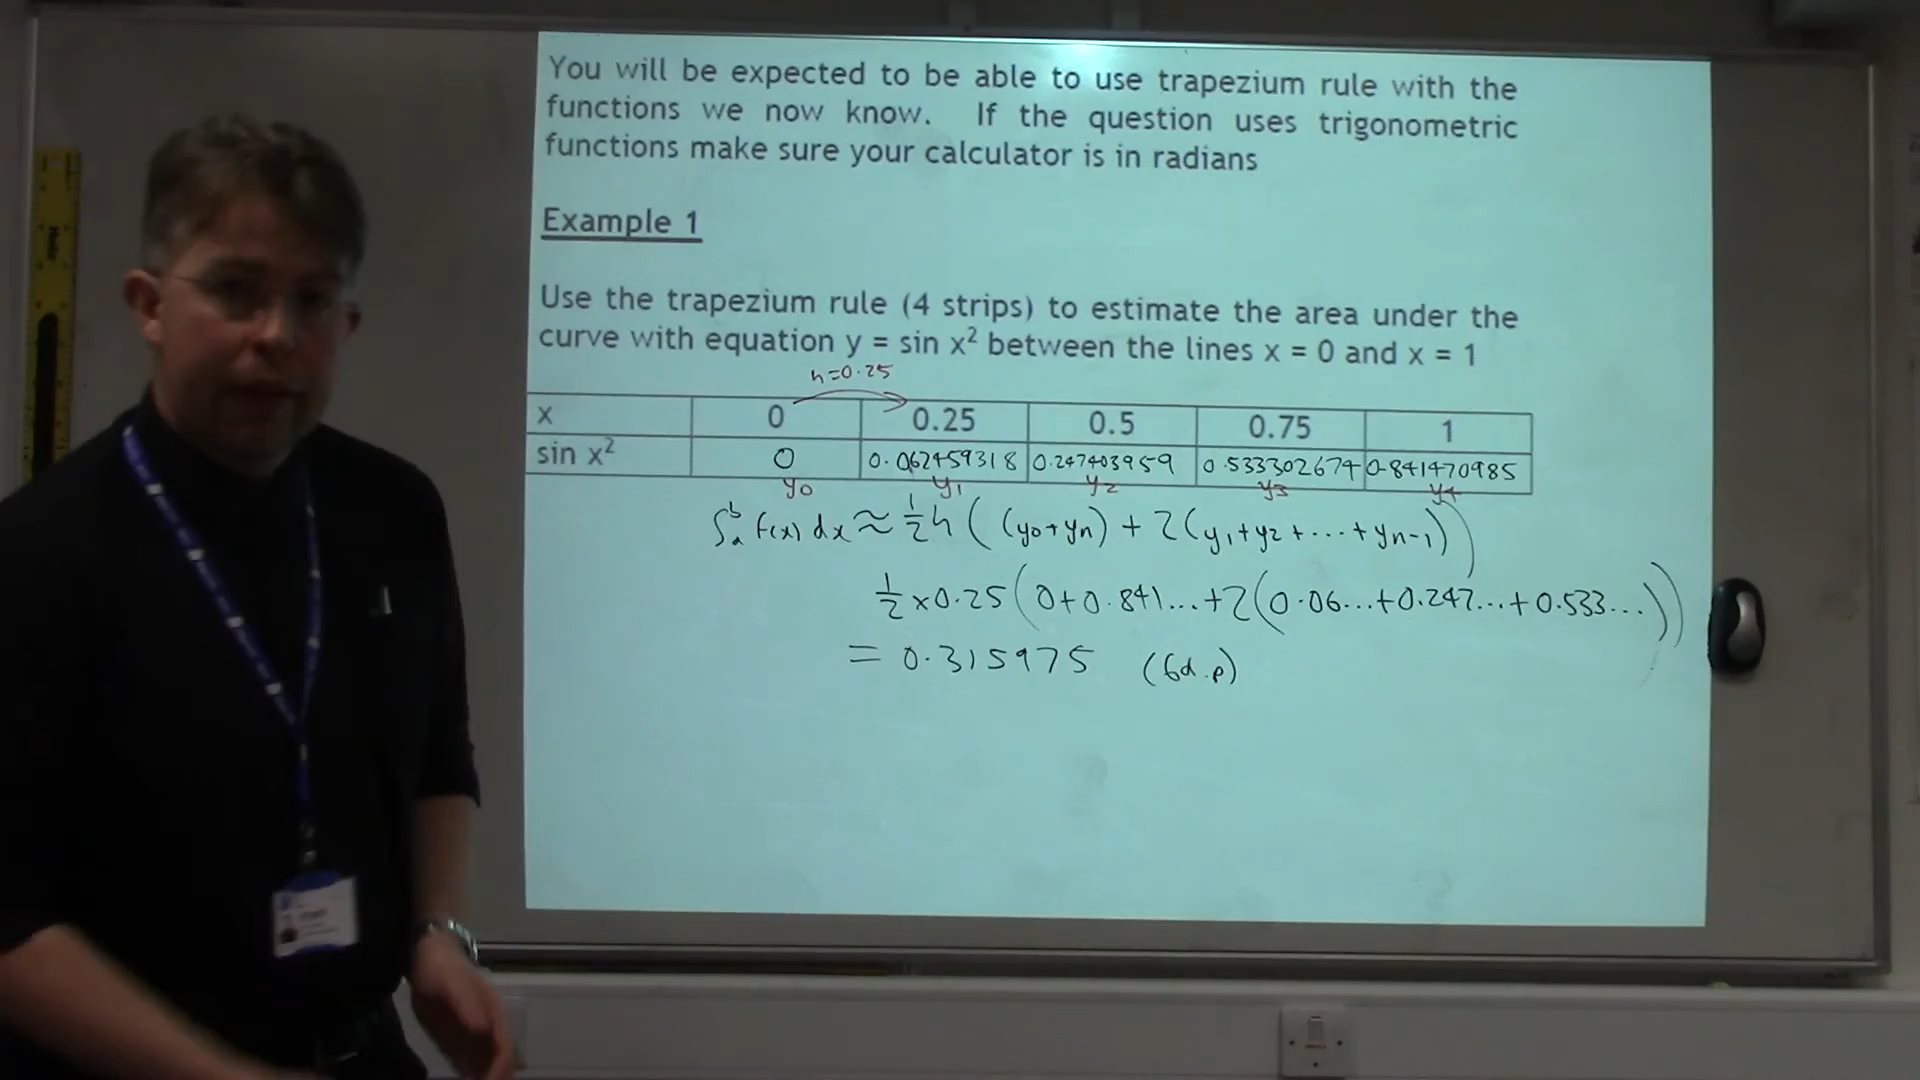 You will be expected to be able to use trapezium rule with the
functions we now know. If the question uses trigonometric
functions make sure your calculator is in radians
Example 1
Use the trapezium rule (4 strips) to estimate the area under the
curve with equation y = sin x² between the lines x = 0 and x = 1
h=0.25
x 0 0.25 0.5 0.75 1
sin x² 0 0.062459318 0.247403959 0.533302674 0.841470985
y₀ y₁ y₂ y₃ y₄
∫ₐᵇ f(x) dx ≈ ½h ((y₀+yₙ) + 2(y₁+y₂+...+yₙ₋₁))
½×0.25(0+0.841...+2(0.06...+0.247...+0.533...))
= 0.315975 (6d.p)